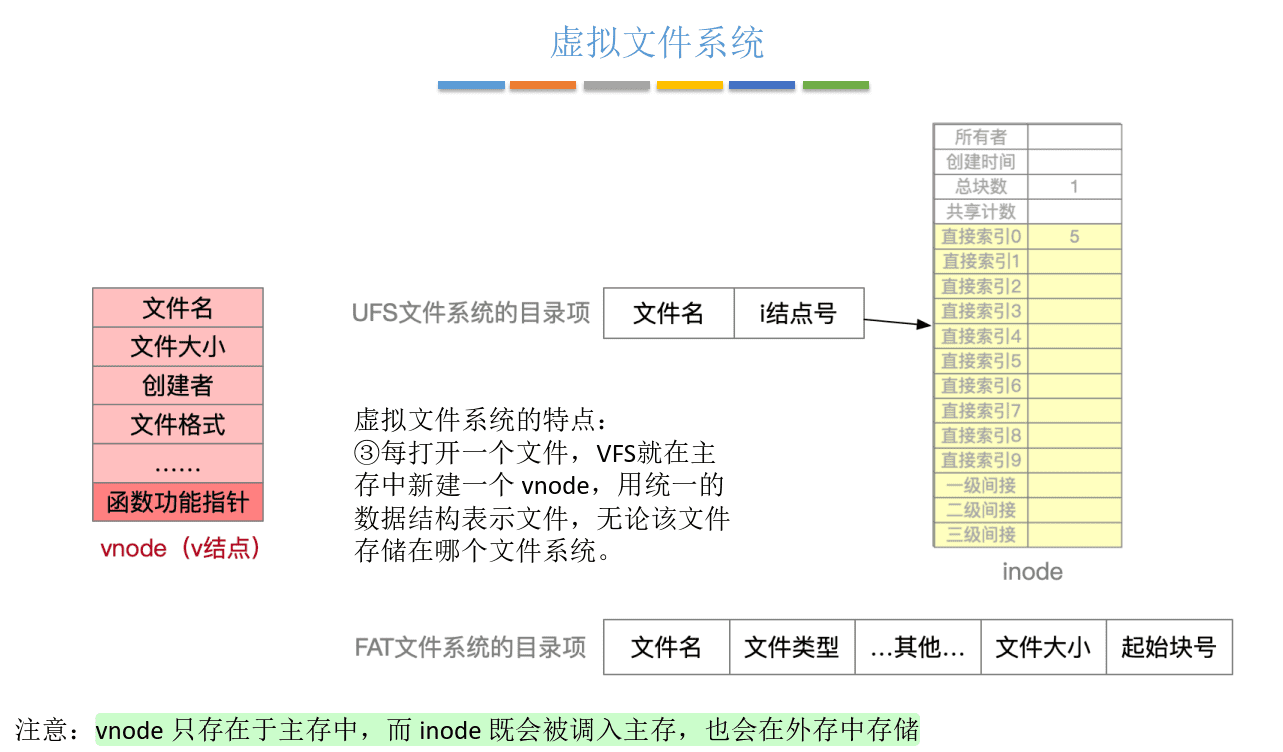 虚拟文件系统
所有者
创建时间
总块数 1
共享计数
直接索引0 5
直接索引1
直接索引2
直接索引3
直接索引4
直接索引5
直接索引6
直接索引7
直接索引8
直接索引9
一级间接
二级间接
三级间接
inode
文件名
文件大小
创建者
文件格式
……
函数功能指针
vnode（v结点）
UFS文件系统的目录项 文件名 i结点号
虚拟文件系统的特点：
③每打开一个文件，VFS就在主
存中新建一个 vnode，用统一的
数据结构表示文件，无论该文件
存储在哪个文件系统。
FAT文件系统的目录项 文件名 文件类型 …其他… 文件大小 起始块号
注意：vnode 只存在于主存中，而 inode 既会被调入主存，也会在外存中存储